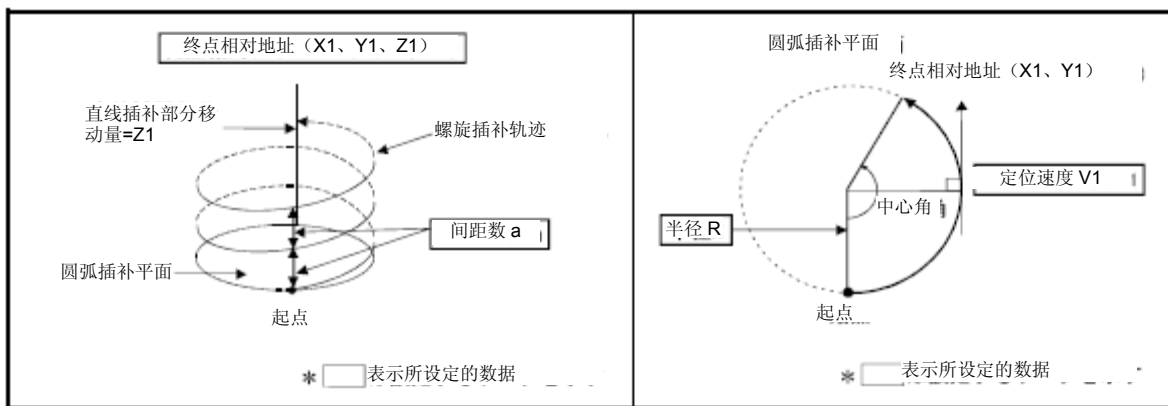 终点相对地址（X1、Y1、Z1）
直线插补部分移
动量=Z1
螺旋插补轨迹
间距数 a
圆弧插补平面
起点
* 表示所设定的数据
圆弧插补平面
终点相对地址（X1、Y1）
定位速度 V1
中心角
半径 R
起点
* 表示所设定的数据